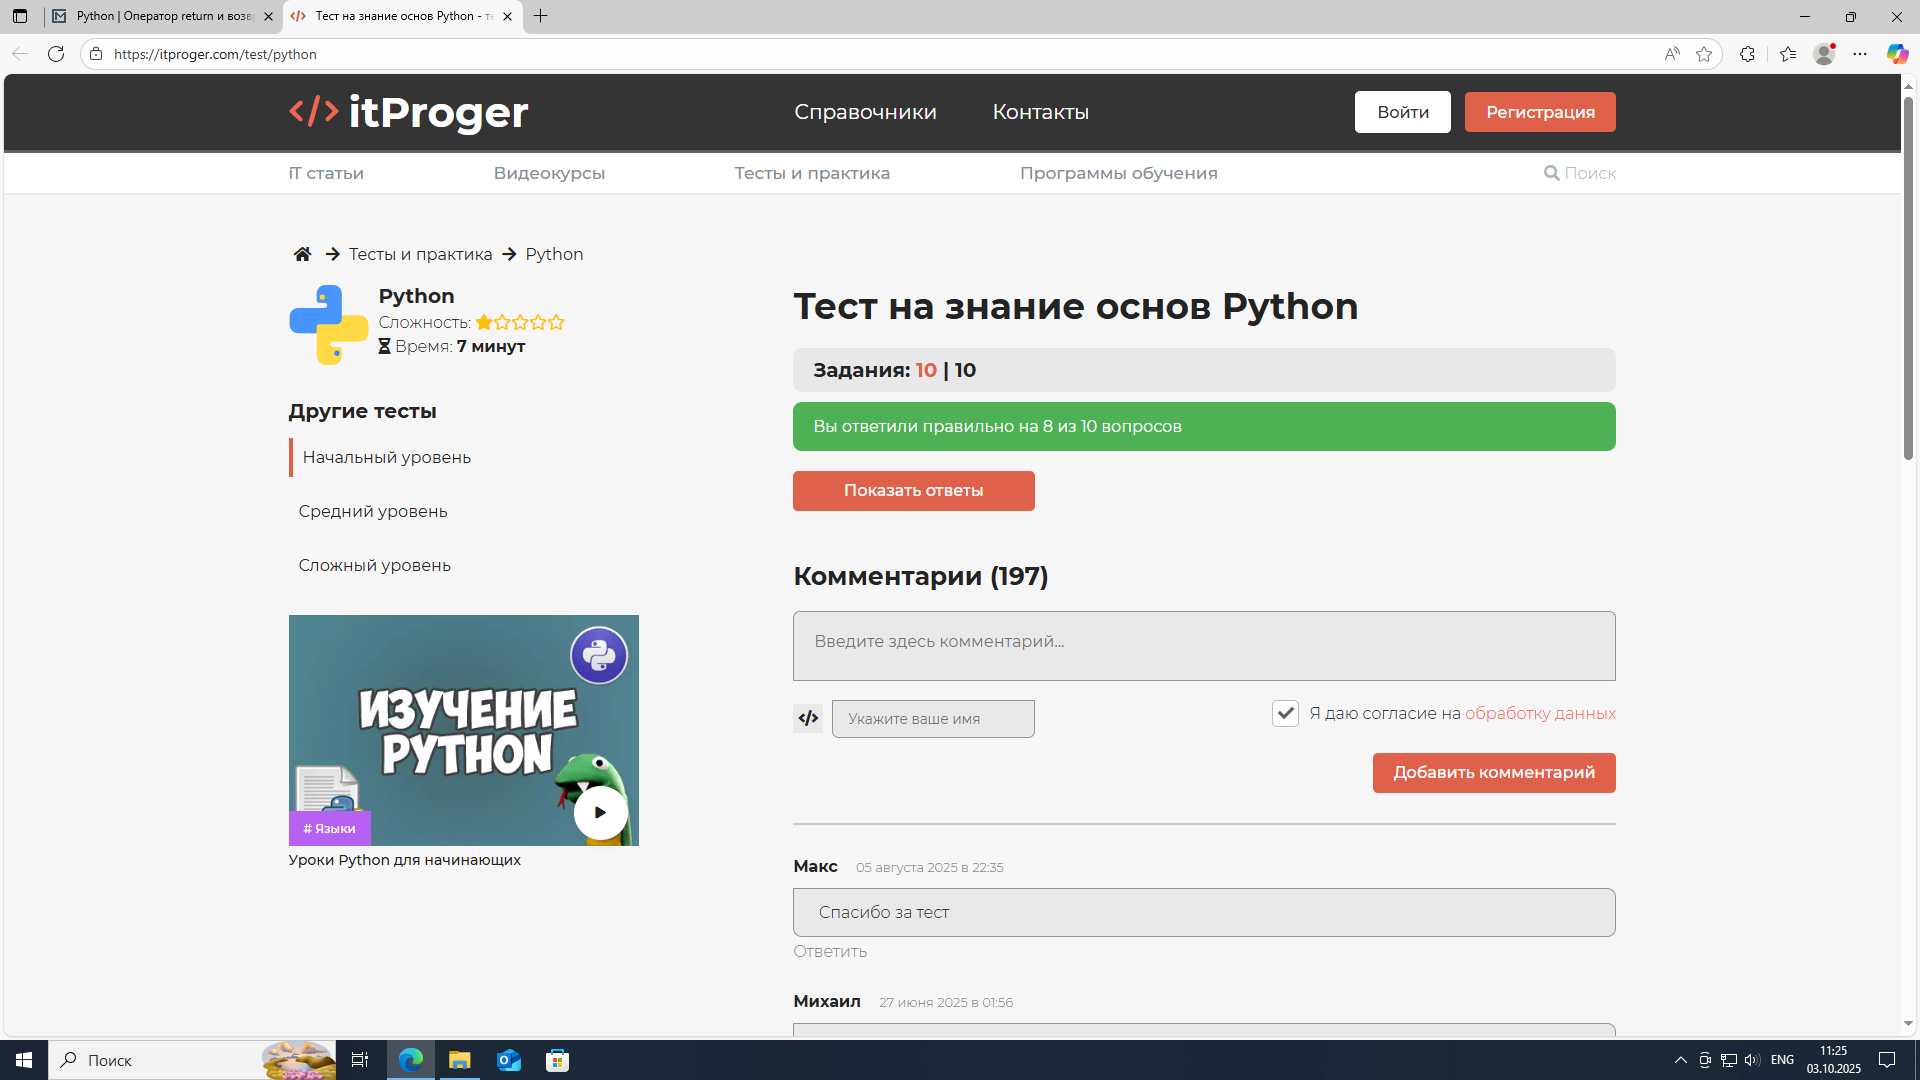 Python | Оператор return и возв
Тест на знание основ Python - те
https://itproger.com/test/python
</> itProger
Справочники
Контакты
Войти
Регистрация
iT статьи
Видеокурсы
Тесты и практика
Программы обучения
Поиск
Тесты и практика → Python
Python
Сложность:
Время: 7 минут
Другие тесты
Начальный уровень
Средний уровень
Сложный уровень
ИЗУЧЕНИЕ
PYTHON
# Языки
Уроки Python для начинающих
Тест на знание основ Python
Задания: 10 | 10
Вы ответили правильно на 8 из 10 вопросов
Показать ответы
Комментарии (197)
Введите здесь комментарий...
</>
Укажите ваше имя
Я даю согласие на обработку данных
Добавить комментарий
Макс 05 августа 2025 в 22:35
Спасибо за тест
Ответить
Михаил 27 июня 2025 в 01:56
Поиск
ENG
11:25
03.10.2025